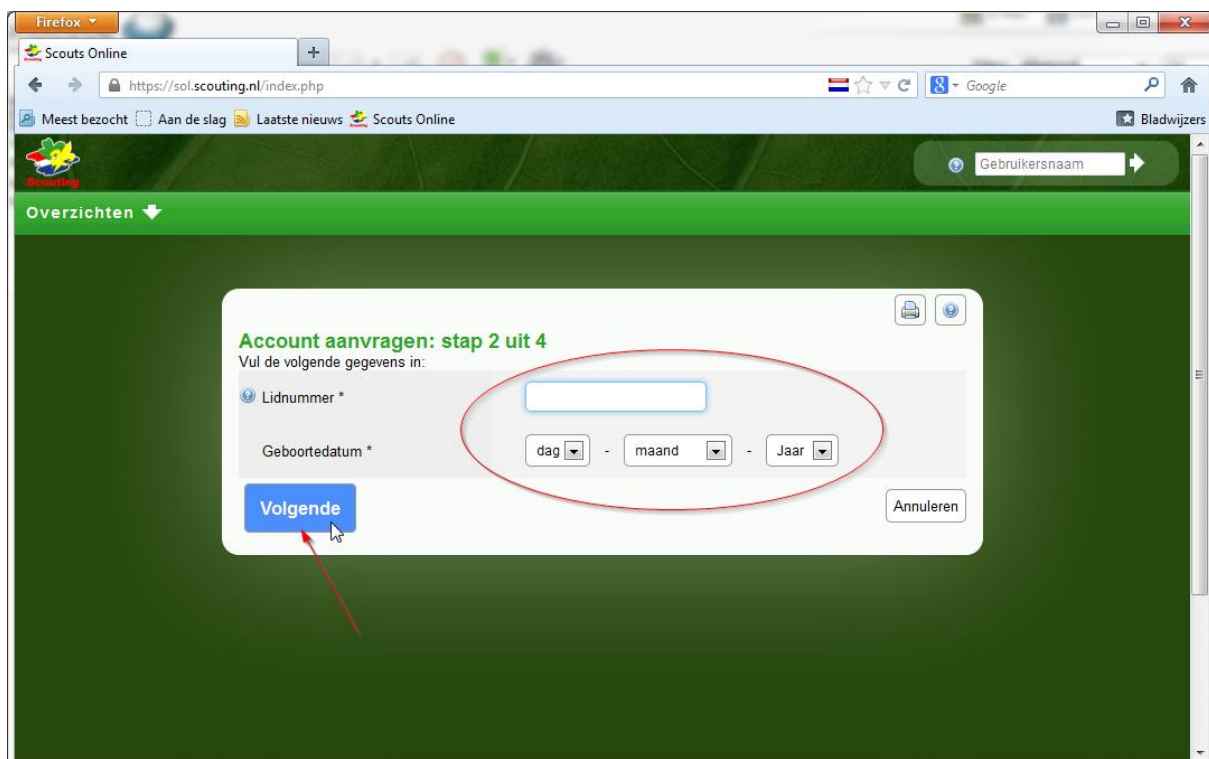 Firefox
Scouts Online
https://sol.scouting.nl/index.php
Google
Meest bezocht Aan de slag Laatste nieuws Scouts Online Bladwijzers
Scouting
Gebruikersnaam
Overzichten
Account aanvragen: stap 2 uit 4
Vul de volgende gegevens in:
Lidnummer *
Geboortedatum * dag - maand - Jaar
Volgende Annuleren